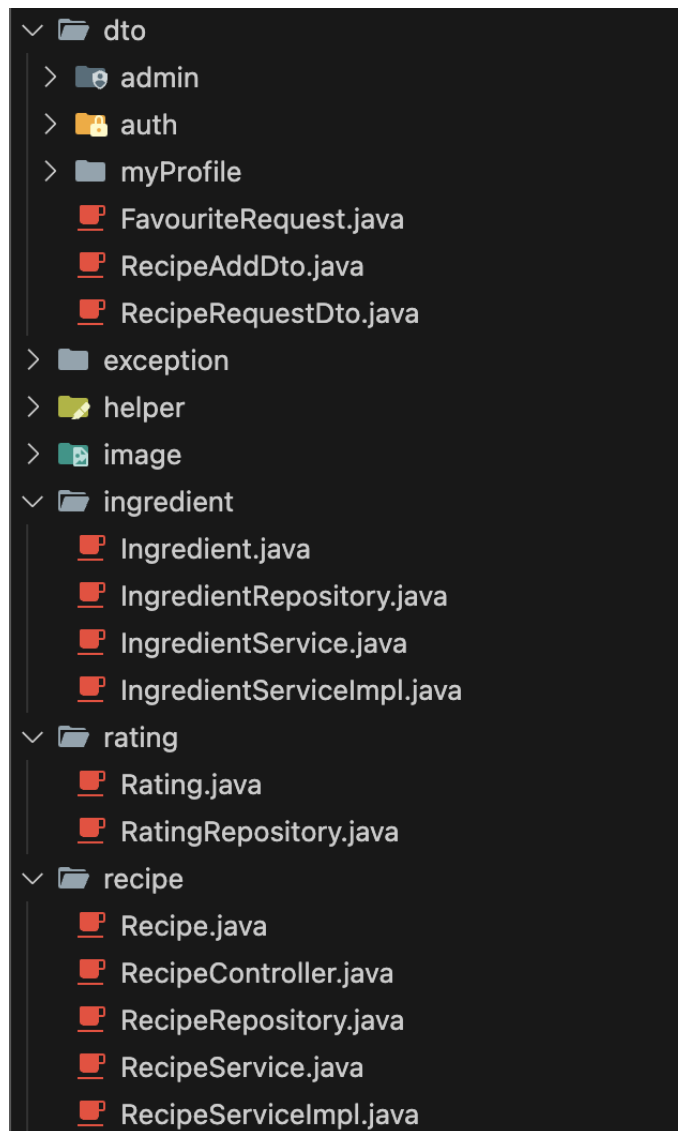 dto
admin
auth
myProfile
FavouriteRequest.java
RecipeAddDto.java
RecipeRequestDto.java
exception
helper
image
ingredient
Ingredient.java
IngredientRepository.java
IngredientService.java
IngredientServiceImpl.java
rating
Rating.java
RatingRepository.java
recipe
Recipe.java
RecipeController.java
RecipeRepository.java
RecipeService.java
RecipeServiceImpl.java